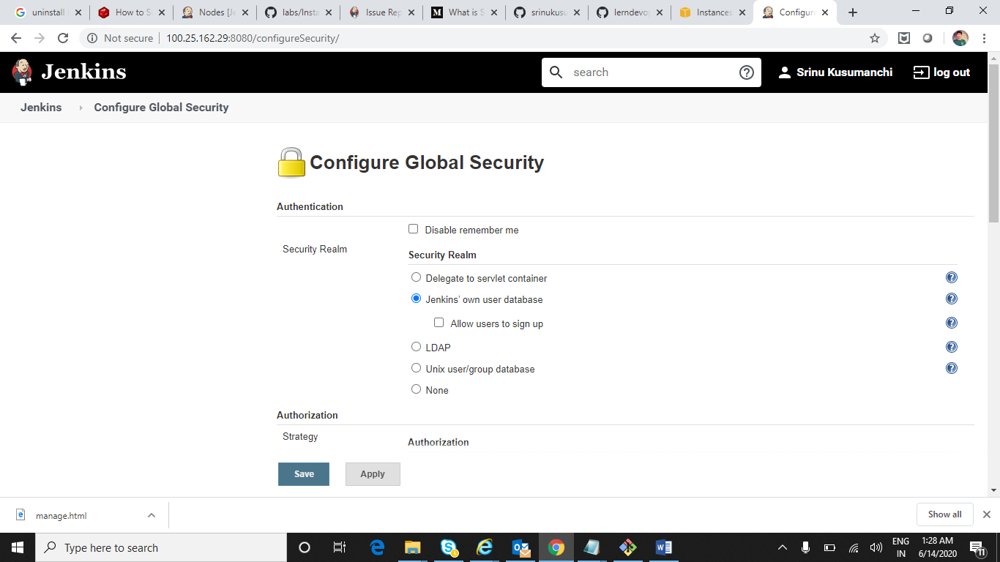 uninstall
How to S
Nodes [Je
labs/Insta
Issue Rep
What is S
srinukusu
lerndevop
Instances
Configure
Not secure 100.25.162.29:8080/configureSecurity/
Jenkins
search
Srinu Kusumanchi
log out
Jenkins
Configure Global Security
Configure Global Security
Authentication
Disable remember me
Security Realm
Security Realm
Delegate to servlet container
Jenkins' own user database
Allow users to sign up
LDAP
Unix user/group database
None
Authorization
Strategy
Authorization
Save
Apply
manage.html
Show all
Type here to search
ENG
IN
1:28 AM
6/14/2020
11